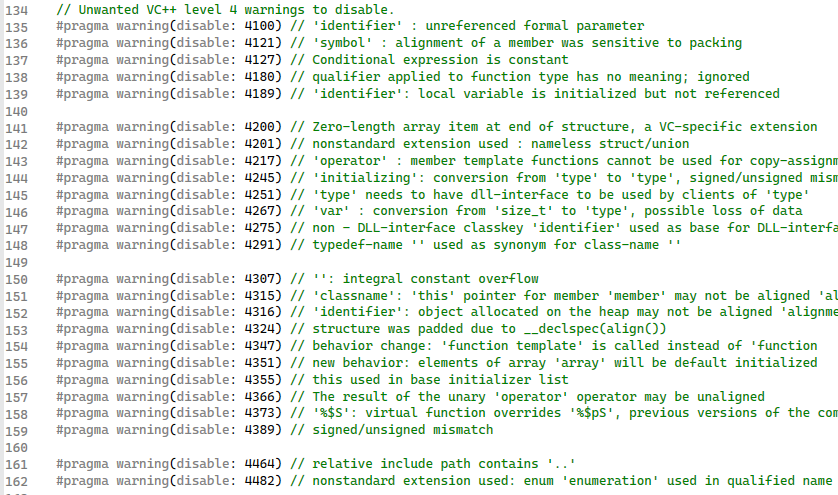 134 // Unwanted VC++ level 4 warnings to disable.
135 #pragma warning(disable: 4100) // 'identifier' : unreferenced formal parameter
136 #pragma warning(disable: 4121) // 'symbol' : alignment of a member was sensitive to packing
137 #pragma warning(disable: 4127) // Conditional expression is constant
138 #pragma warning(disable: 4180) // qualifier applied to function type has no meaning; ignored
139 #pragma warning(disable: 4189) // 'identifier': local variable is initialized but not referenced
140
141 #pragma warning(disable: 4200) // Zero-length array item at end of structure, a VC-specific extension
142 #pragma warning(disable: 4201) // nonstandard extension used : nameless struct/union
143 #pragma warning(disable: 4217) // 'operator' : member template functions cannot be used for copy-assignm
144 #pragma warning(disable: 4245) // 'initializing': conversion from 'type' to 'type', signed/unsigned mism
145 #pragma warning(disable: 4251) // 'type' needs to have dll-interface to be used by clients of 'type'
146 #pragma warning(disable: 4267) // 'var' : conversion from 'size_t' to 'type', possible loss of data
147 #pragma warning(disable: 4275) // non - DLL-interface classkey 'identifier' used as base for DLL-interfa
148 #pragma warning(disable: 4291) // typedef-name '' used as synonym for class-name ''
149
150 #pragma warning(disable: 4307) // '': integral constant overflow
151 #pragma warning(disable: 4315) // 'classname': 'this' pointer for member 'member' may not be aligned 'al
152 #pragma warning(disable: 4316) // 'identifier': object allocated on the heap may not be aligned 'alignme
153 #pragma warning(disable: 4324) // structure was padded due to __declspec(align())
154 #pragma warning(disable: 4347) // behavior change: 'function template' is called instead of 'function
155 #pragma warning(disable: 4351) // new behavior: elements of array 'array' will be default initialized
156 #pragma warning(disable: 4355) // this used in base initializer list
157 #pragma warning(disable: 4366) // The result of the unary 'operator' operator may be unaligned
158 #pragma warning(disable: 4373) // '%$S': virtual function overrides '%$pS', previous versions of the com
159 #pragma warning(disable: 4389) // signed/unsigned mismatch
160
161 #pragma warning(disable: 4464) // relative include path contains '..'
162 #pragma warning(disable: 4482) // nonstandard extension used: enum 'enumeration' used in qualified name